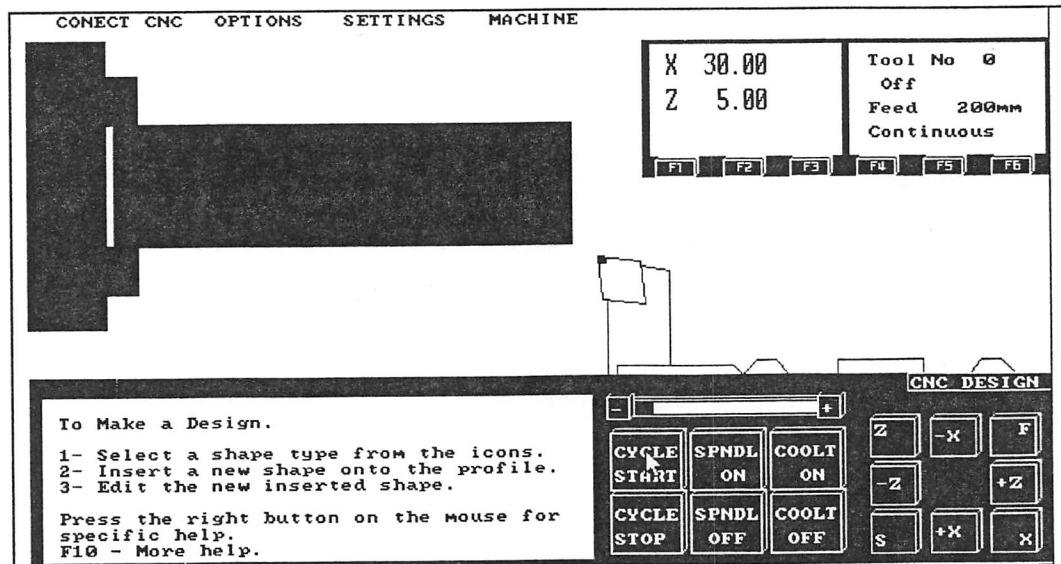 CONECT CNC OPTIONS SETTINGS MACHINE
X 30.00
Z 5.00
Tool No 0
Off
Feed 200mm
Continuous
F1 F2 F3 F4 F5 F6
CNC DESIGN
To Make a Design.
1- Select a shape type from the icons.
2- Insert a new shape onto the profile.
3- Edit the new inserted shape.
Press the right button on the mouse for
specific help.
F10 - More help.
- +
CYCLE
START
SPNDL
ON
COOLT
ON
CYCLE
STOP
SPNDL
OFF
COOLT
OFF
Z -X F
-Z +Z
S +X X